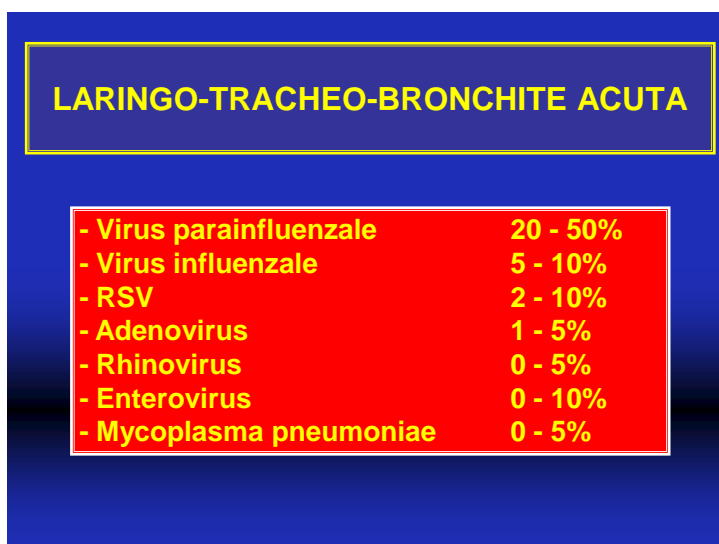 LARINGO-TRACHEO-BRONCHITE ACUTA
- Virus parainfluenzale 20 - 50%
- Virus influenzale 5 - 10%
- RSV 2 - 10%
- Adenovirus 1 - 5%
- Rhinovirus 0 - 5%
- Enterovirus 0 - 10%
- Mycoplasma pneumoniae 0 - 5%